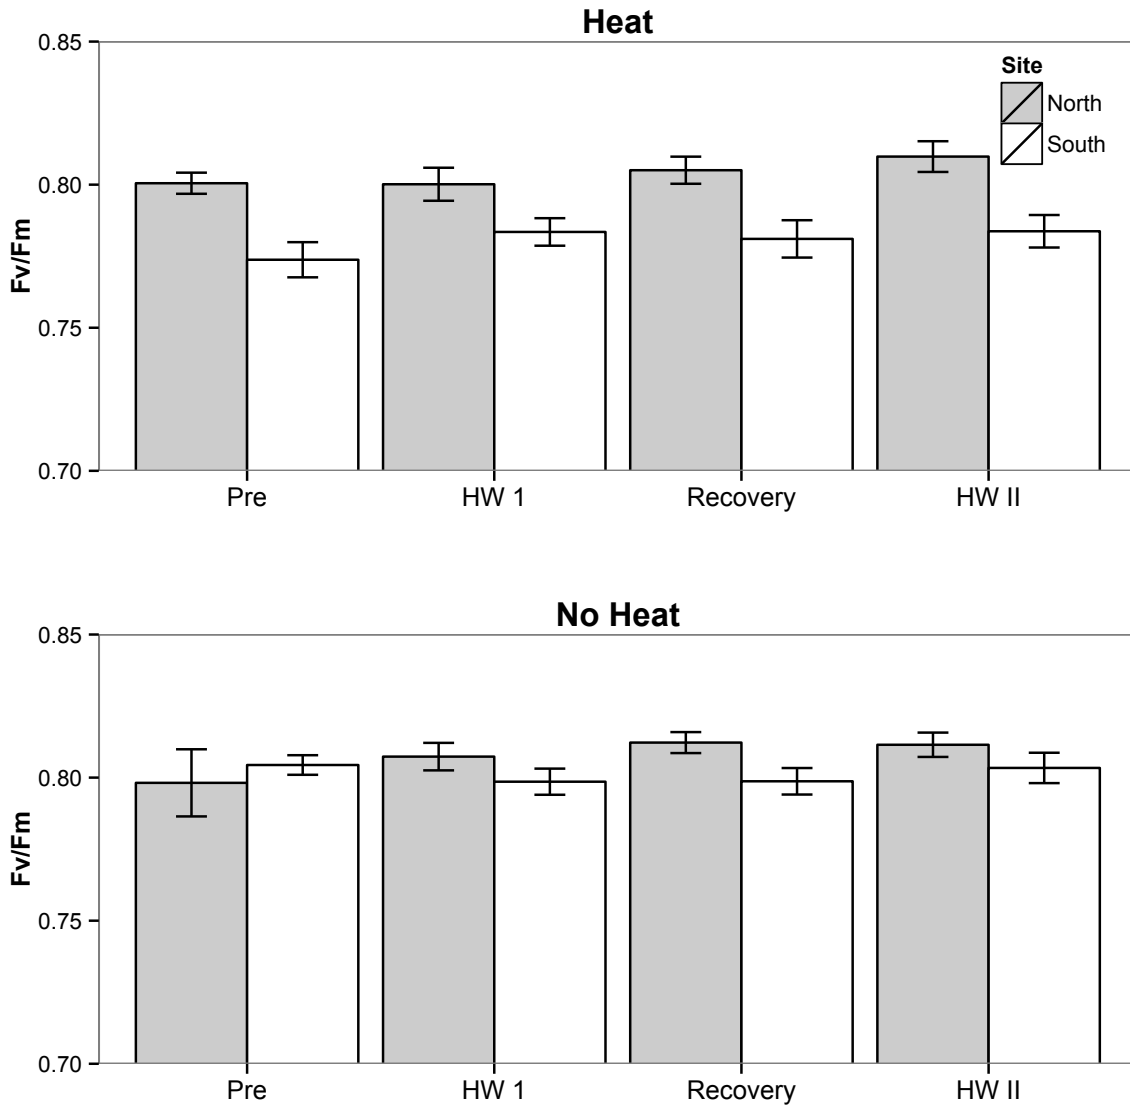 Heat
0.85
0.80
0.75
0.70
Fv/Fm
Site
North
South
Pre
HW 1
Recovery
HW II
No Heat
0.85
0.80
0.75
0.70
Fv/Fm
Pre
HW 1
Recovery
HW II